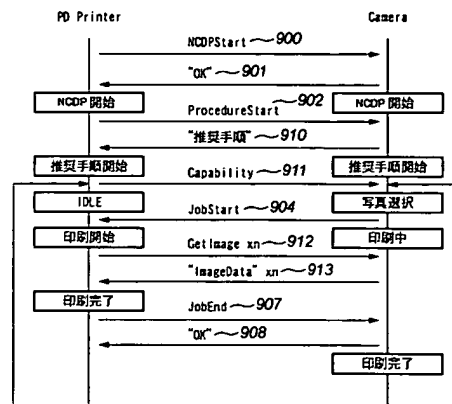 PD Printer Camera
NCDPStart 900
"OK" 901
NCDP 開始 NCDP 開始
ProcedureStart 902
"推奨手順" 910
推奨手順開始 推奨手順開始
Capability 911
IDLE 写真選択
JobStart 904
印刷開始 印刷中
GetImage xn 912
"ImageData" xn 913
印刷完了
JobEnd 907
"OK" 908
印刷完了